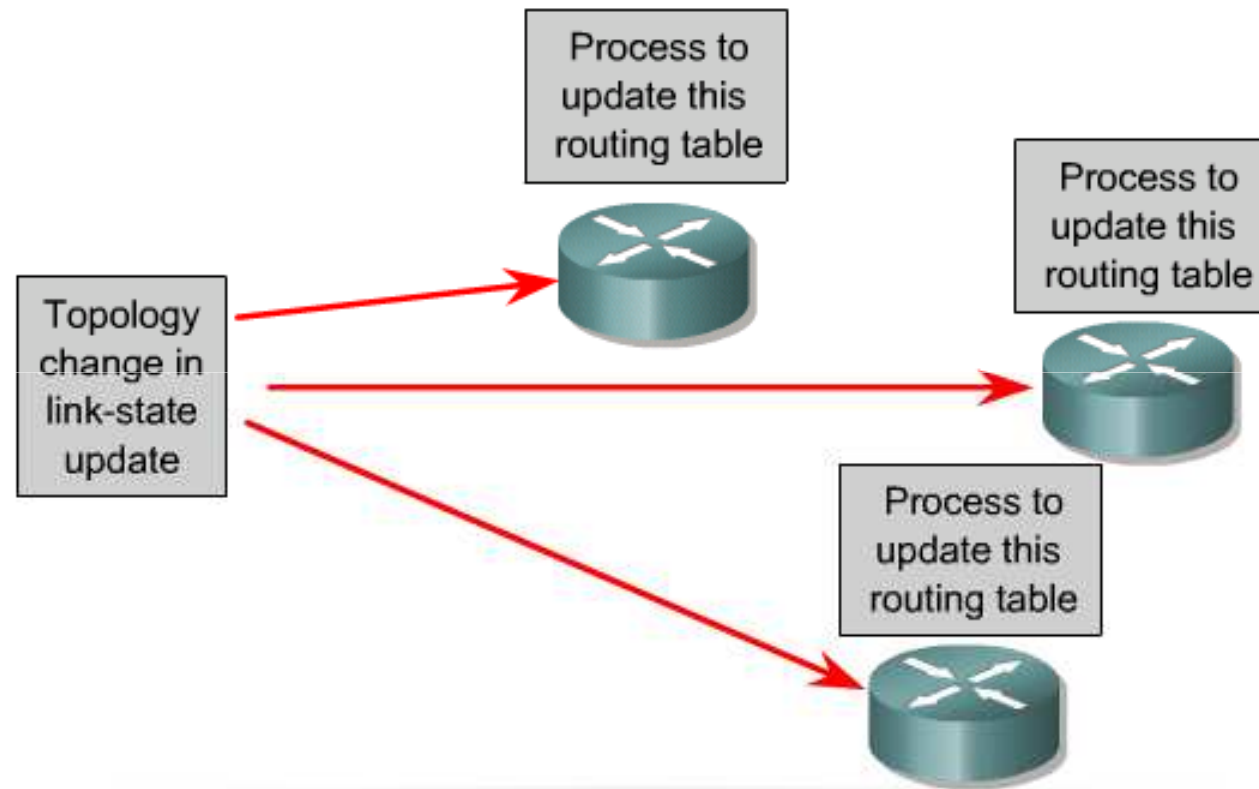 Process to
update this
routing table
Process to
update this
routing table
Topology
change in
link-state
update
Process to
update this
routing table